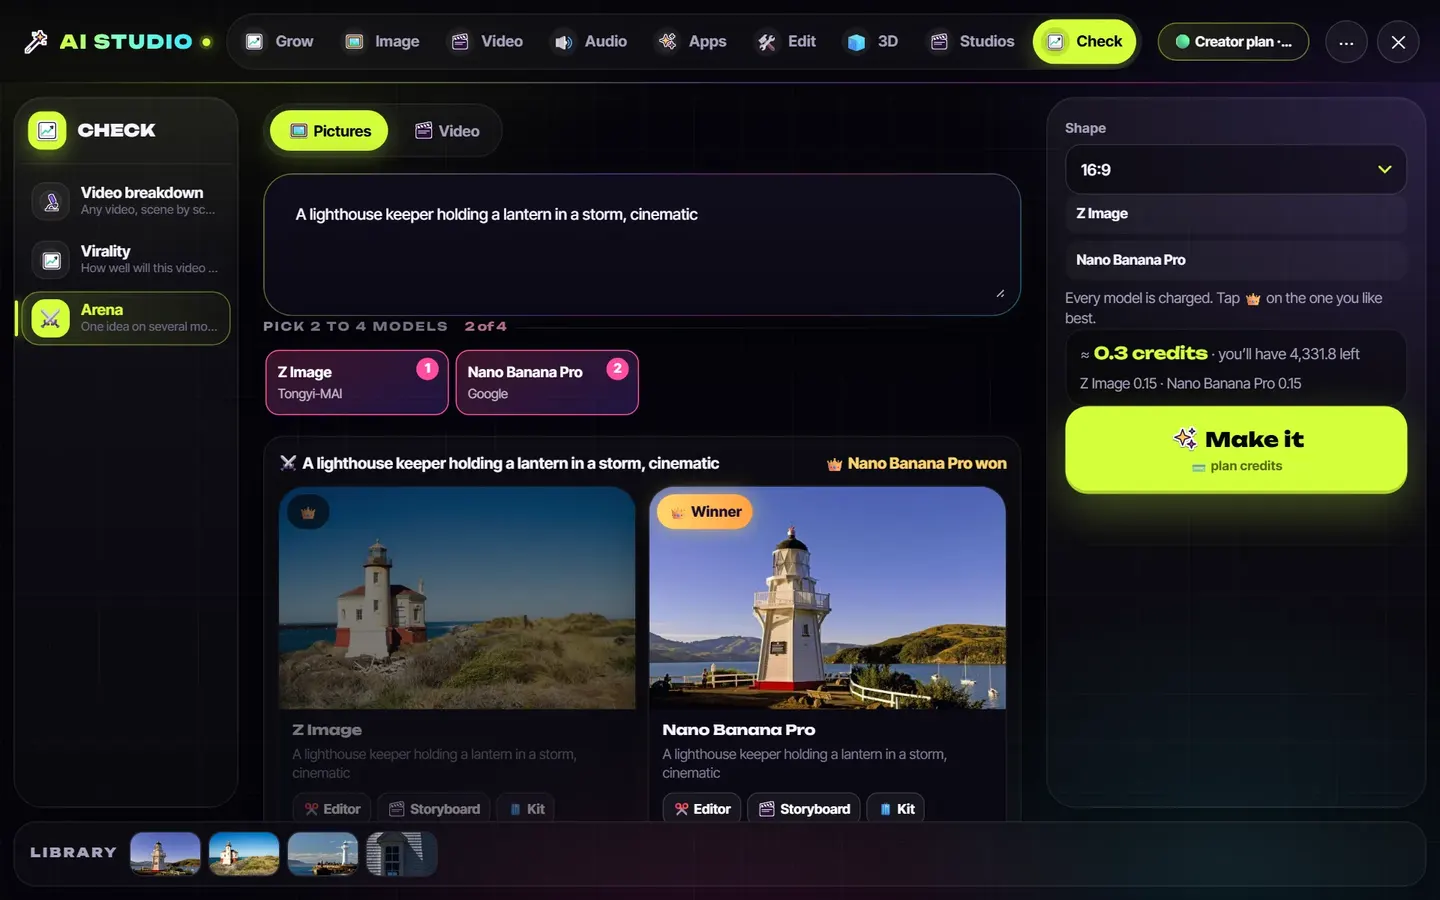 AI STUDIO
Grow
Image
Video
Audio
Apps
Edit
3D
Studios
Check
Creator plan ·...
CHECK
Video breakdown
Any video, scene by sc...
Virality
How well will this video ...
Arena
One idea on several mo...
Pictures
Video
A lighthouse keeper holding a lantern in a storm, cinematic
PICK 2 TO 4 MODELS 2 of 4
Z Image 1
Tongyi-MAI
Nano Banana Pro 2
Google
A lighthouse keeper holding a lantern in a storm, cinematic
Nano Banana Pro won
Winner
Z Image
A lighthouse keeper holding a lantern in a storm,
cinematic
Editor
Storyboard
Kit
Nano Banana Pro
A lighthouse keeper holding a lantern in a storm,
cinematic
Editor
Storyboard
Kit
Shape
16:9
Z Image
Nano Banana Pro
Every model is charged. Tap 👑 on the one you like
best.
≈ 0.3 credits · you'll have 4,331.8 left
Z Image 0.15 · Nano Banana Pro 0.15
Make it
plan credits
LIBRARY